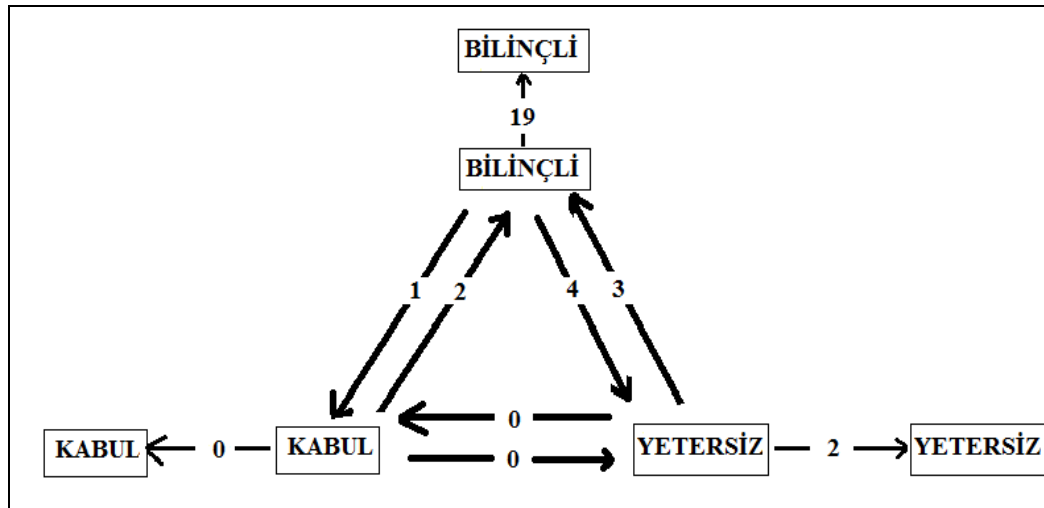 BİLİNÇLİ
19
BİLİNÇLİ
1 2 4 3
0
KABUL 0 KABUL YETERSİZ 2 YETERSİZ
0